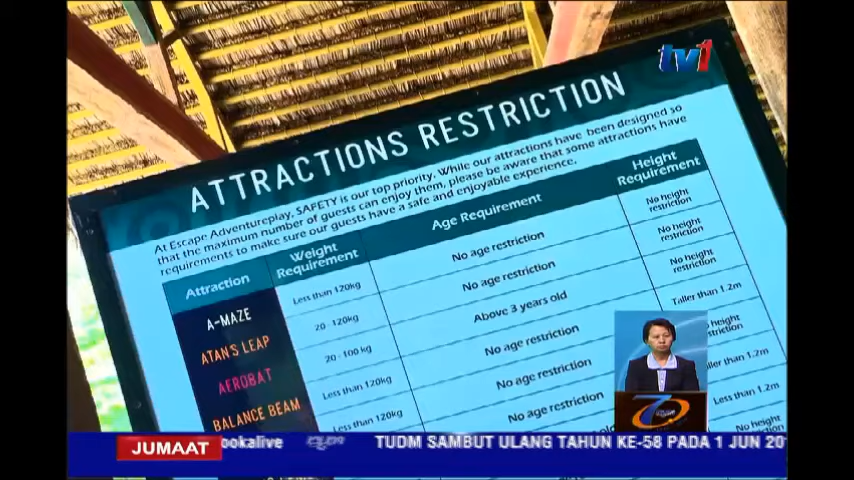 tv1
ATTRACTIONS RESTRICTION
At Escape Adventureplay, SAFETY is our top priority. While our attractions have been designed so
that the maximum number of guests can enjoy them, please be aware that some attractions have
requirements to make sure our guests have a safe and enjoyable experience.
Attraction
Weight
Requirement
Age Requirement
Height
Requirement
A-MAZE
Less than 120kg
No age restriction
No height
restriction
ATAN'S LEAP
20 - 120kg
No age restriction
No height
restriction
AEROBAT
20 - 100 kg
Above 3 years old
No height
restriction
BALANCE BEAM
Less than 120kg
No age restriction
Taller than 1.2m
Less than 120kg
No age restriction
height
restriction
No age restriction
ller than 1.2m
Less than 1.2m
No height
7
JUMAAT
ookalive
TUDM SAMBUT ULANG TAHUN KE-58 PADA 1 JUN 20